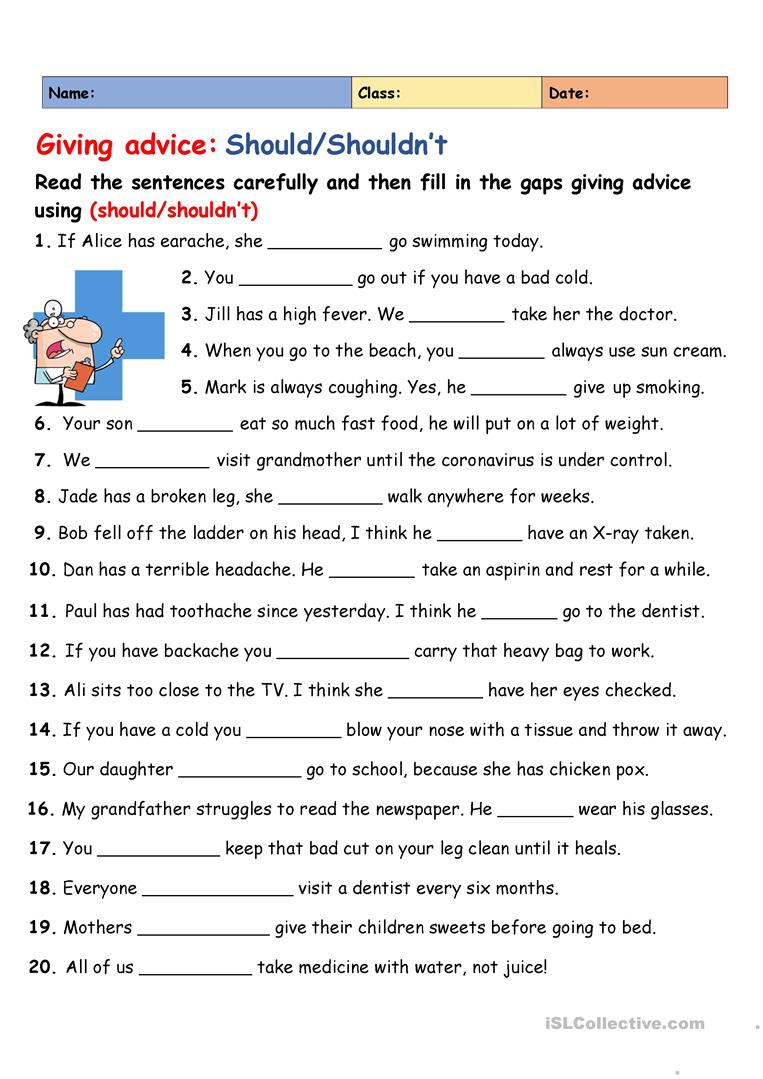 Name: Class: Date:
Giving advice: Should/Shouldn't
Read the sentences carefully and then fill in the gaps giving advice
using (should/shouldn't)
1. If Alice has earache, she ____________ go swimming today.
2. You ____________ go out if you have a bad cold.
3. Jill has a high fever. We __________ take her the doctor.
4. When you go to the beach, you _________ always use sun cream.
5. Mark is always coughing. Yes, he __________ give up smoking.
6. Your son __________ eat so much fast food, he will put on a lot of weight.
7. We ____________ visit grandmother until the coronavirus is under control.
8. Jade has a broken leg, she ___________ walk anywhere for weeks.
9. Bob fell off the ladder on his head, I think he _________ have an X-ray taken.
10. Dan has a terrible headache. He _________ take an aspirin and rest for a while.
11. Paul has had toothache since yesterday. I think he ________ go to the dentist.
12. If you have backache you ______________ carry that heavy bag to work.
13. Ali sits too close to the TV. I think she __________ have her eyes checked.
14. If you have a cold you __________ blow your nose with a tissue and throw it away.
15. Our daughter _____________ go to school, because she has chicken pox.
16. My grandfather struggles to read the newspaper. He ________ wear his glasses.
17. You _____________ keep that bad cut on your leg clean until it heals.
18. Everyone ________________ visit a dentist every six months.
19. Mothers ______________ give their children sweets before going to bed.
20. All of us ____________ take medicine with water, not juice!
iSLCollective.com